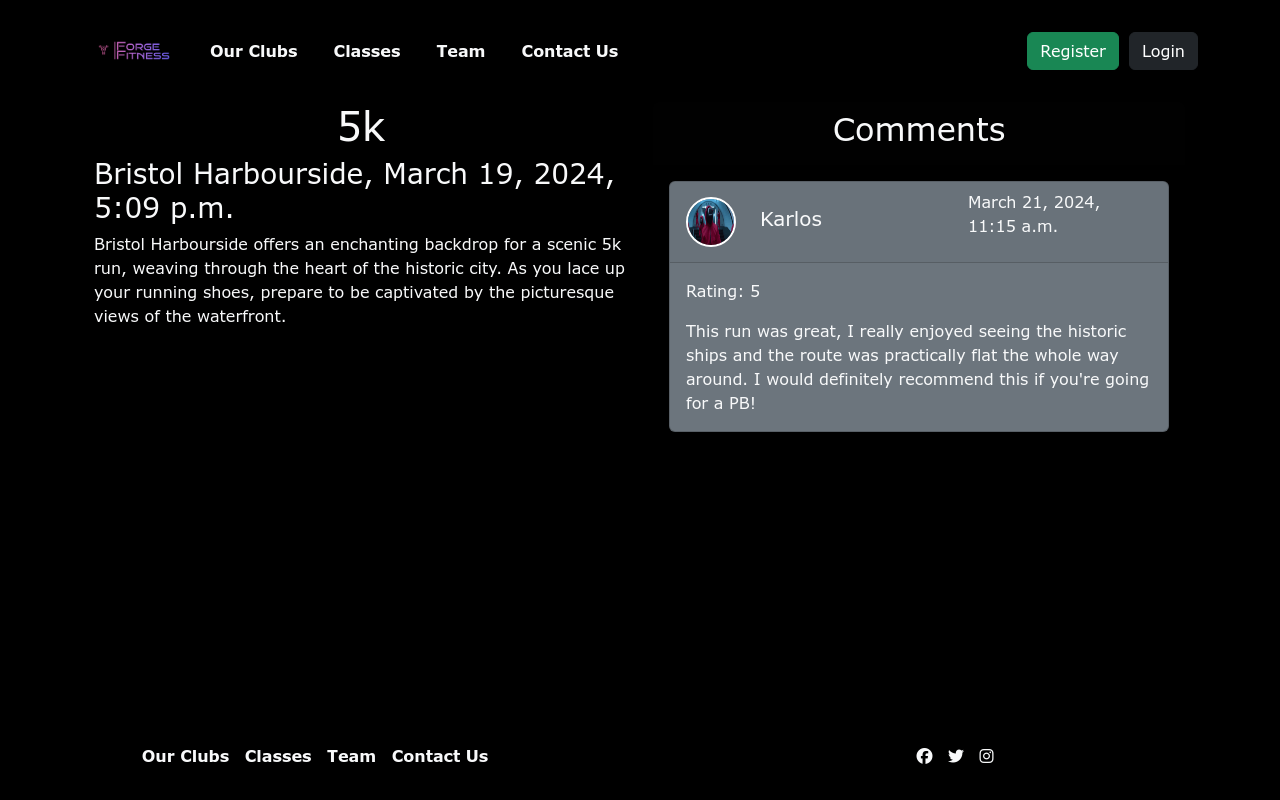 FORGE
FITNESS
Our Clubs
Classes
Team
Contact Us
Register
Login
5k
Bristol Harbourside, March 19, 2024,
5:09 p.m.
Bristol Harbourside offers an enchanting backdrop for a scenic 5k
run, weaving through the heart of the historic city. As you lace up
your running shoes, prepare to be captivated by the picturesque
views of the waterfront.
Comments
Karlos
March 21, 2024,
11:15 a.m.
Rating: 5
This run was great, I really enjoyed seeing the historic
ships and the route was practically flat the whole way
around. I would definitely recommend this if you're going
for a PB!
Our Clubs
Classes
Team
Contact Us